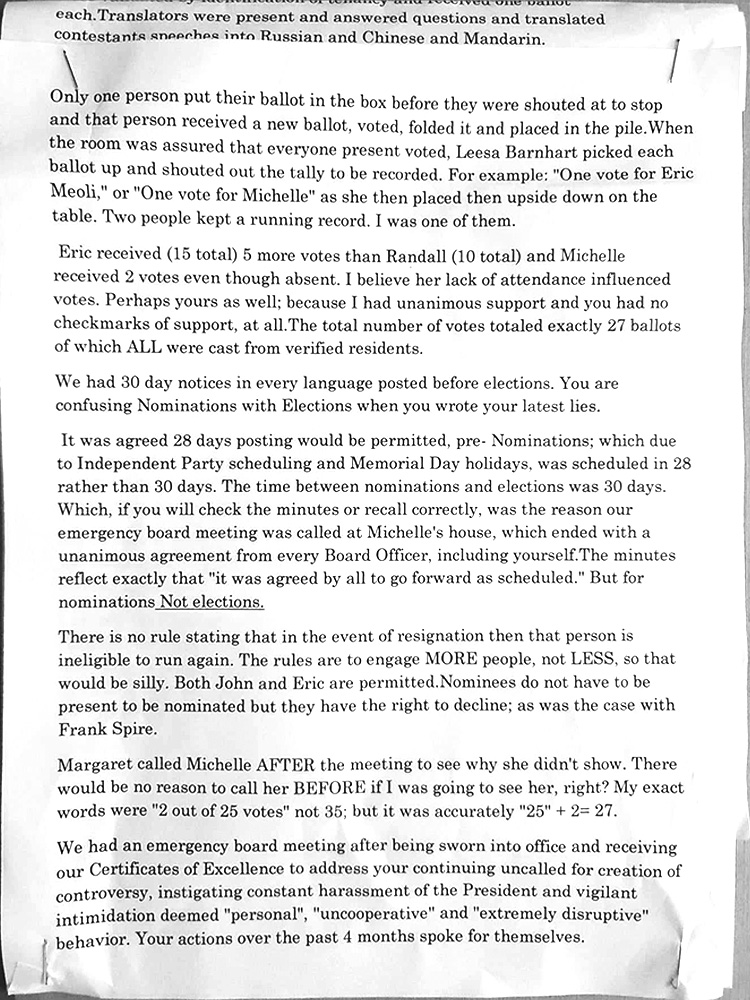 each.Translators were present and answered questions and translated
contestants speeches into Russian and Chinese and Mandarin.
Only one person put their ballot in the box before they were shouted at to stop
and that person received a new ballot, voted, folded it and placed in the pile.When
the room was assured that everyone present voted, Leesa Barnhart picked each
ballot up and shouted out the tally to be recorded. For example: "One vote for Eric
Meoli," or "One vote for Michelle" as she then placed then upside down on the
table. Two people kept a running record. I was one of them.
Eric received (15 total) 5 more votes than Randall (10 total) and Michelle
received 2 votes even though absent. I believe her lack of attendance influenced
votes. Perhaps yours as well; because I had unanimous support and you had no
checkmarks of support, at all.The total number of votes totaled exactly 27 ballots
of which ALL were cast from verified residents.
We had 30 day notices in every language posted before elections. You are
confusing Nominations with Elections when you wrote your latest lies.
It was agreed 28 days posting would be permitted, pre- Nominations; which due
to Independent Party scheduling and Memorial Day holidays, was scheduled in 28
rather than 30 days. The time between nominations and elections was 30 days.
Which, if you will check the minutes or recall correctly, was the reason our
emergency board meeting was called at Michelle's house, which ended with a
unanimous agreement from every Board Officer, including yourself.The minutes
reflect exactly that "it was agreed by all to go forward as scheduled." But for
nominations Not elections.
There is no rule stating that in the event of resignation then that person is
ineligible to run again. The rules are to engage MORE people, not LESS, so that
would be silly. Both John and Eric are permitted.Nominees do not have to be
present to be nominated but they have the right to decline; as was the case with
Frank Spire.
Margaret called Michelle AFTER the meeting to see why she didn't show. There
would be no reason to call her BEFORE if I was going to see her, right? My exact
words were "2 out of 25 votes" not 35; but it was accurately "25" + 2= 27.
We had an emergency board meeting after being sworn into office and receiving
our Certificates of Excellence to address your continuing uncalled for creation of
controversy, instigating constant harassment of the President and vigilant
intimidation deemed "personal", "uncooperative" and "extremely disruptive"
behavior. Your actions over the past 4 months spoke for themselves.